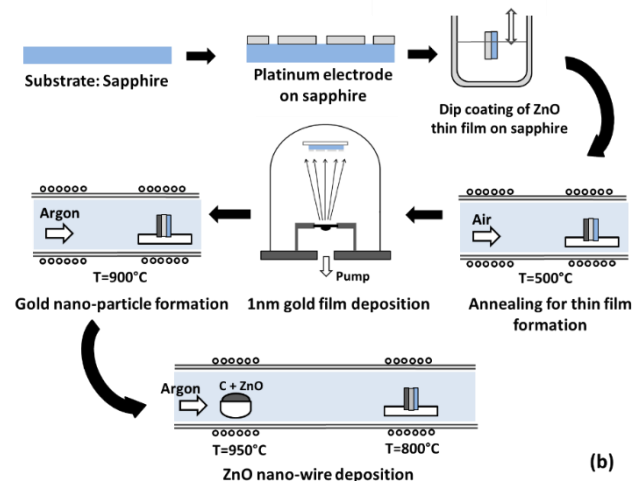 Substrate: Sapphire
Platinum electrode
on sapphire
Dip coating of ZnO
thin film on sapphire
Argon
T=900°C
Gold nano-particle formation
Pump
1nm gold film deposition
Air
T=500°C
Annealing for thin film
formation
Argon
C + ZnO
T=950°C
T=800°C
ZnO nano-wire deposition
(b)